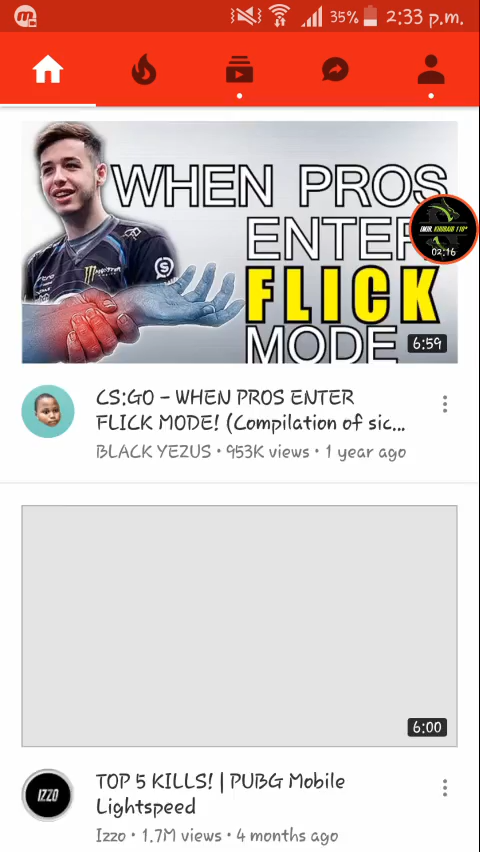 35% 2:33 p.m.
WHEN PROS
ENTER
FLICK
MODE
02:16
6:59
CS:GO - WHEN PROS ENTER
FLICK MODE! (Compilation of sic...
BLACK YEZUS • 953K views • 1 year ago
6:00
IZZO
TOP 5 KILLS! | PUBG Mobile
Lightspeed
Izzo • 1.7M views • 4 months ago